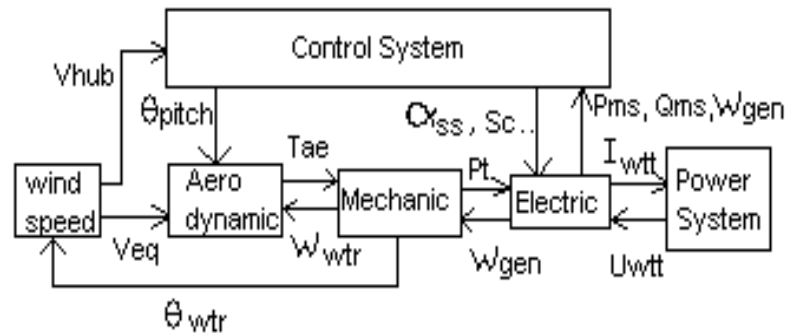 Control System
Vhub
θpitch
αss, Sc..
Pms, Qms, Wgen
wind speed
Veq
Aero dynamic
Tae
Wwtr
Mechanic
Pt
Wgen
Electric
Iwtt
Uwtt
Power System
θwtr